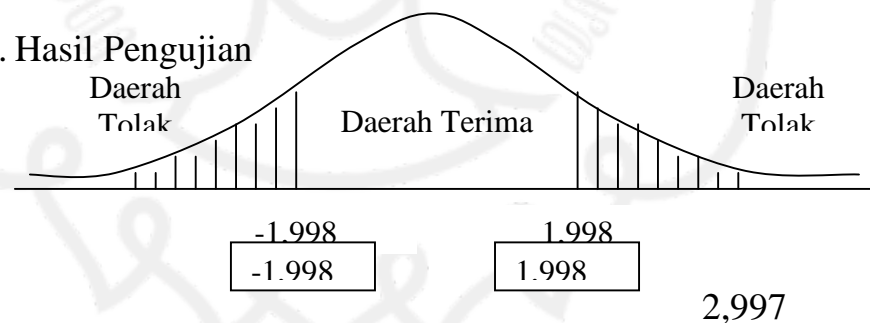 . Hasil Pengujian
Daerah
Tolak
Daerah Terima
Daerah
Tolak
-1.998
1.998
-1.998
1.998
2,997